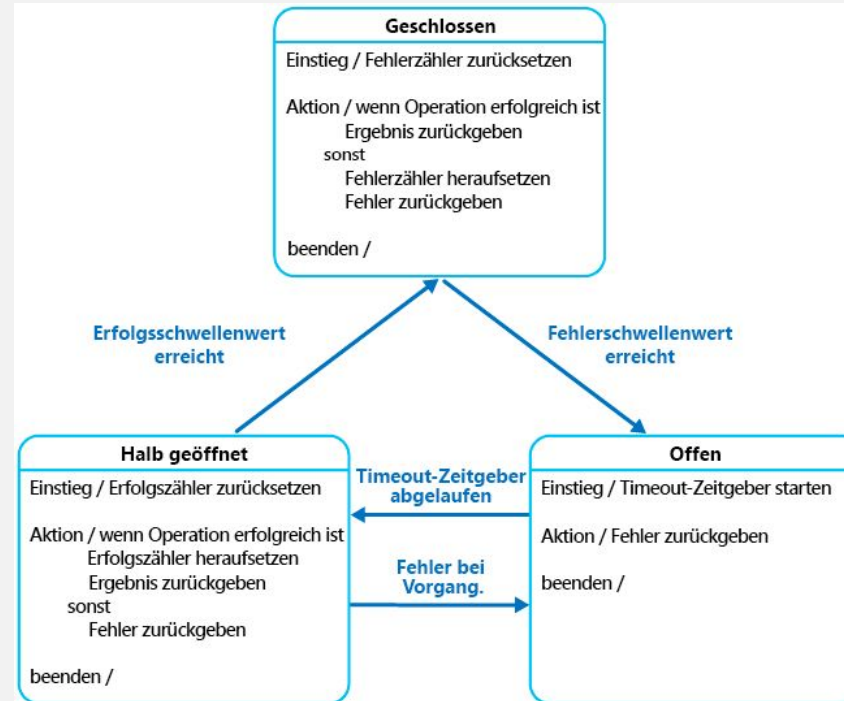 Geschlossen
Einstieg / Fehlerzähler zurücksetzen
Aktion / wenn Operation erfolgreich ist
Ergebnis zurückgeben
sonst
Fehlerzähler heraufsetzen
Fehler zurückgeben
beenden /
Erfolgsschwellenwert
erreicht
Fehlerschwellenwert
erreicht
Halb geöffnet
Einstieg / Erfolgszähler zurücksetzen
Aktion / wenn Operation erfolgreich ist
Erfolgszähler heraufsetzen
Ergebnis zurückgeben
sonst
Fehler zurückgeben
beenden /
Timeout-Zeitgeber
abgelaufen
Fehler bei
Vorgang.
Offen
Einstieg / Timeout-Zeitgeber starten
Aktion / Fehler zurückgeben
beenden /